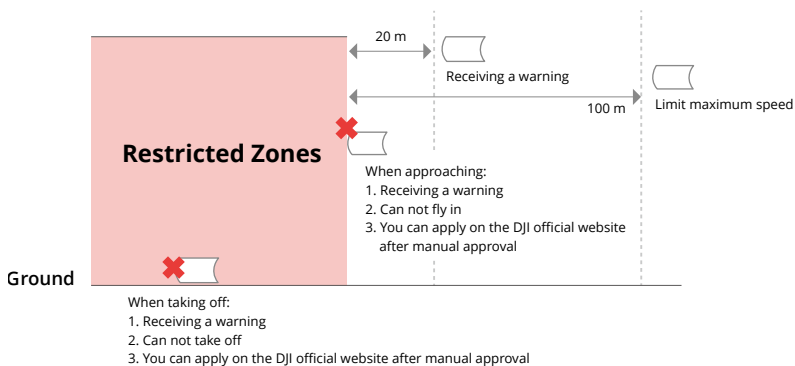 20 m
Receiving a warning
100 m
Limit maximum speed
Restricted Zones
When approaching:
1. Receiving a warning
2. Can not fly in
3. You can apply on the DJI official website
after manual approval
Ground
When taking off:
1. Receiving a warning
2. Can not take off
3. You can apply on the DJI official website after manual approval